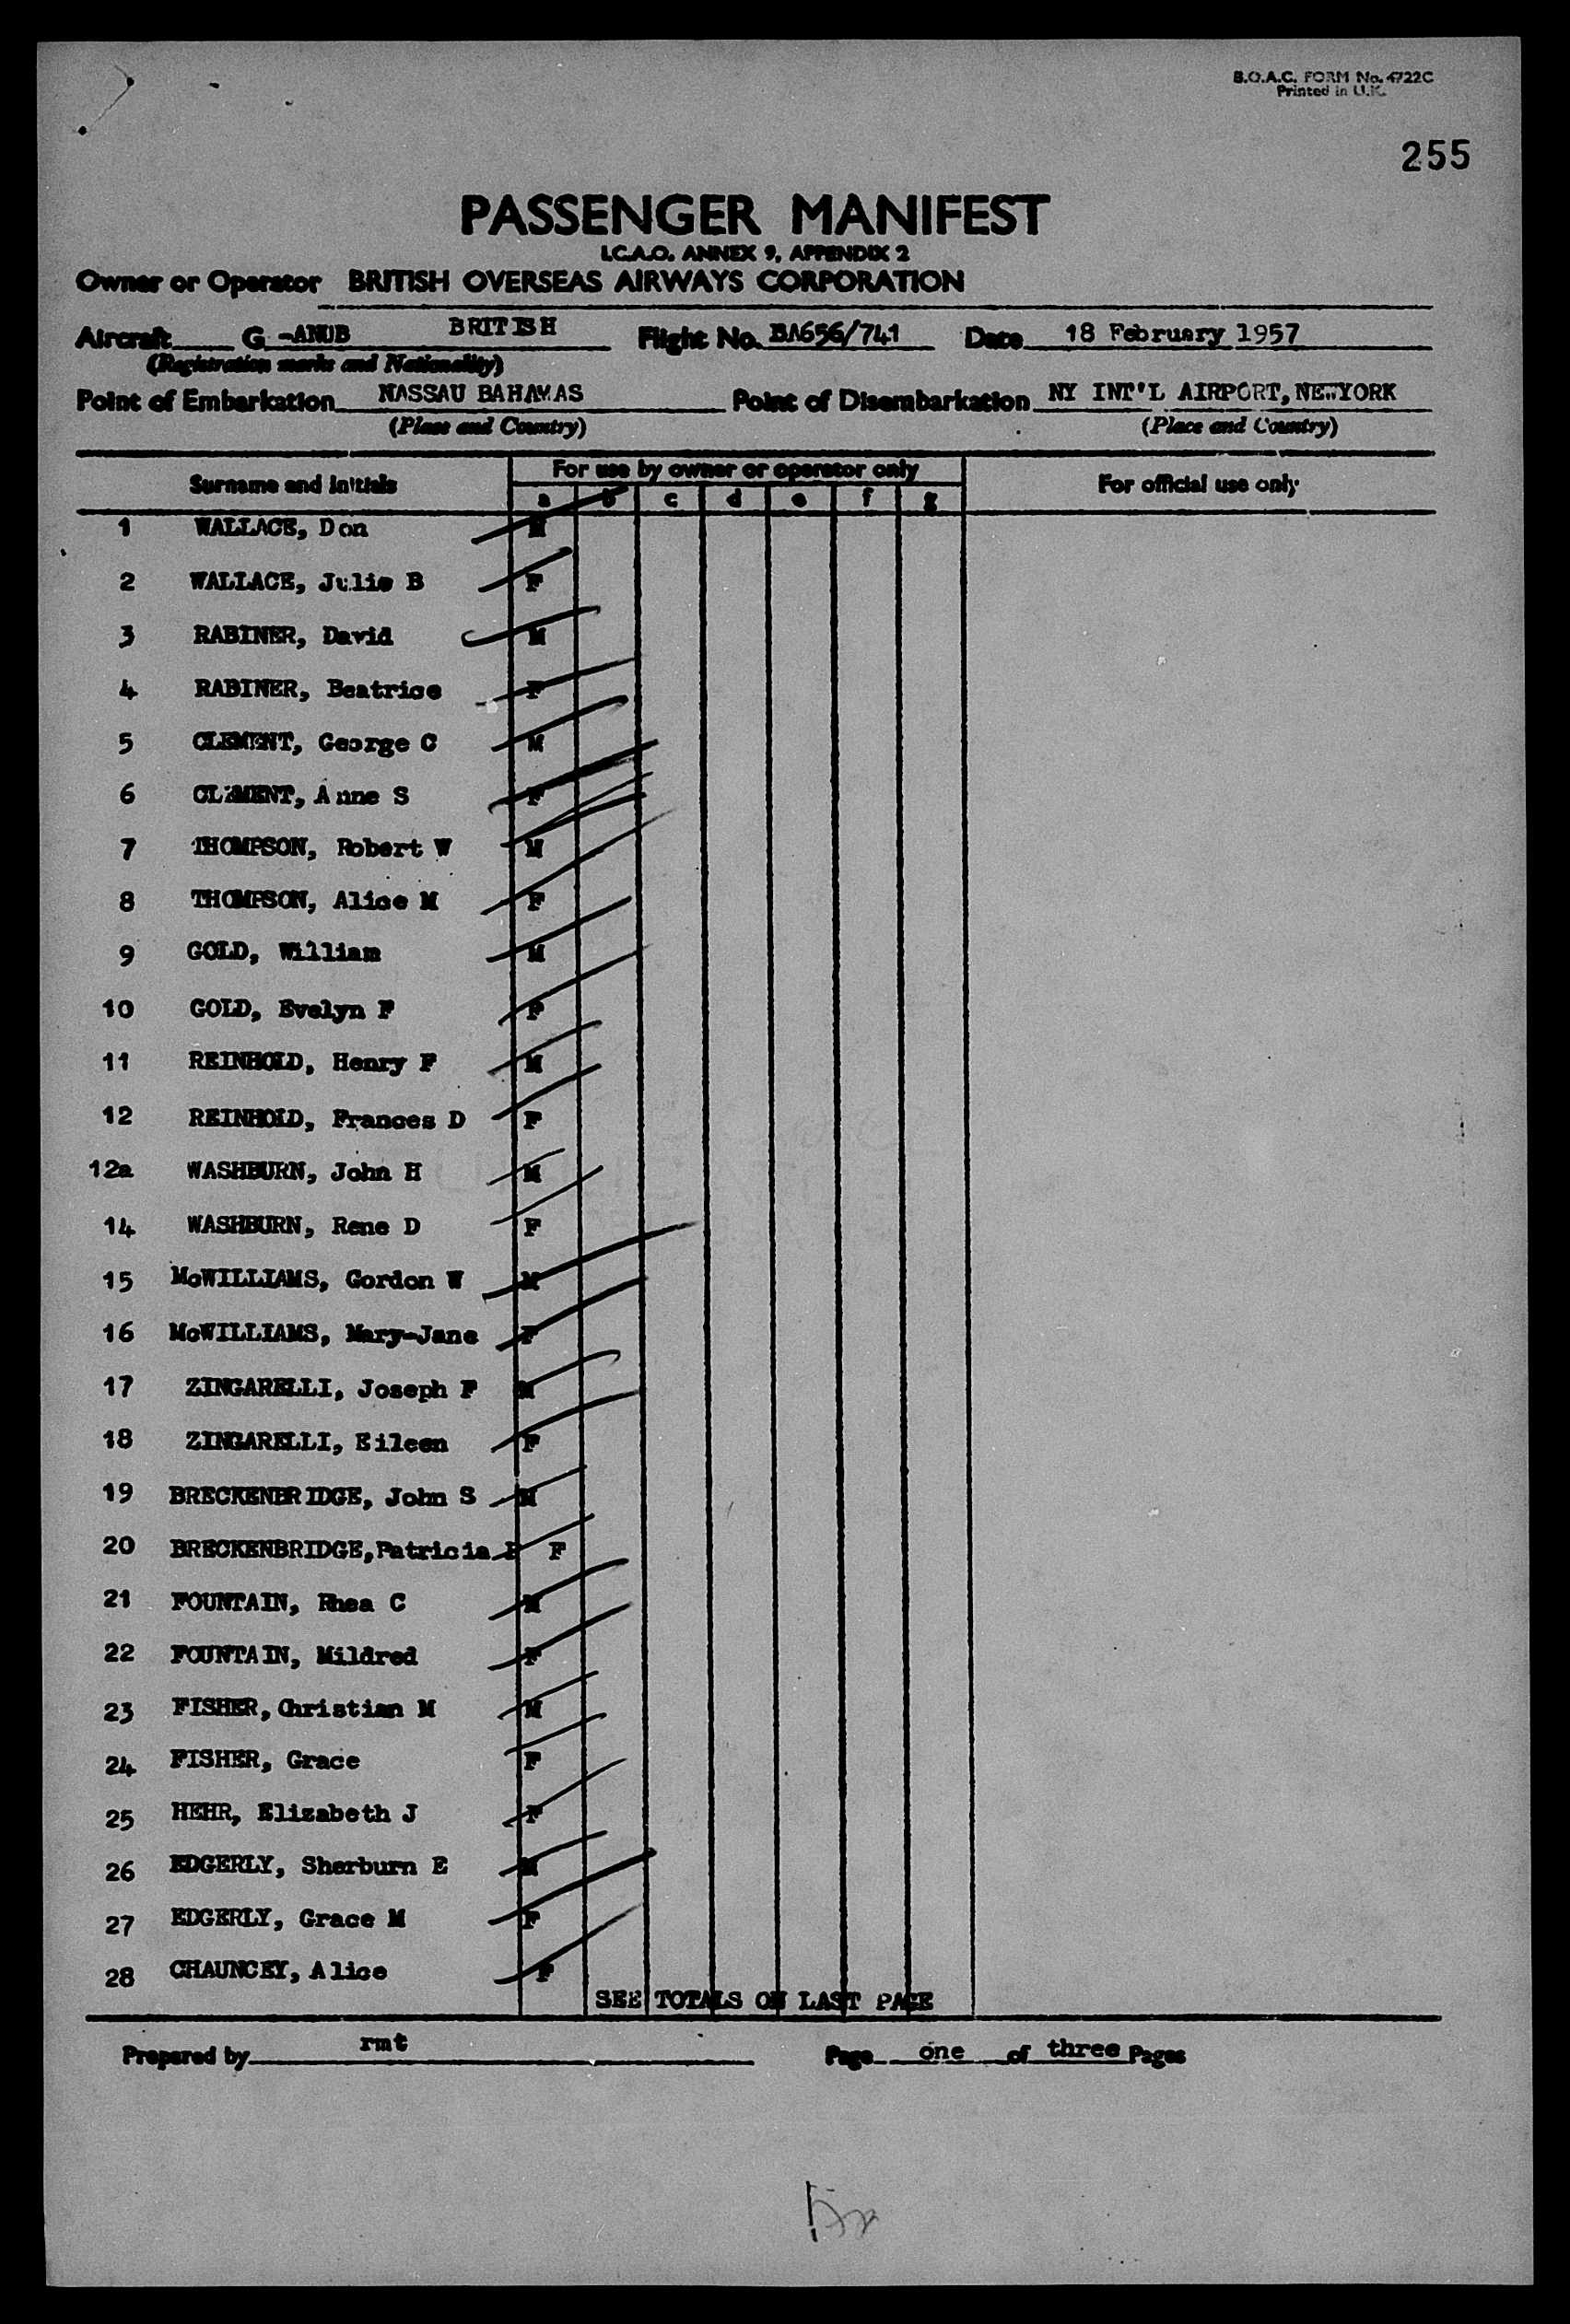 B.O.A.C. FORM No. 4722C
Printed in U.K.
255
PASSENGER MANIFEST
I.C.A.O. ANNEX 9, APPENDIX 2
Owner or Operator BRITISH OVERSEAS AIRWAYS CORPORATION
Aircraft G -ANUB BRITISH Flight No. BA656/741 Date 18 February 1957
(Registration marks and Nationality)
Point of Embarkation NASSAU BAHAMAS Point of Disembarkation NY INT'L AIRPORT, NEWYORK
(Place and Country) (Place and Country)
Surname and initials For use by owner or operator only For official use only
a b c d e f g
1 WALLACE, Don M
2 WALLACE, Julie B F
3 RABINER, David M
4 RABINER, Beatrice F
5 CLEMENT, George C M
6 CLEMENT, Anne S F
7 THOMPSON, Robert W M
8 THOMPSON, Alice M F
9 GOLD, William M
10 GOLD, Evelyn F F
11 REINHOLD, Henry F M
12 REINHOLD, Frances D F
12a WASHBURN, John H M
14 WASHBURN, Rene D F
15 McWILLIAMS, Gordon W M
16 McWILLIAMS, Mary-Jane F
17 ZINGARELLI, Joseph F M
18 ZINGARELLI, Eileen F
19 BRECKENBRIDGE, John S M
20 BRECKENBRIDGE, Patricia F
21 FOUNTAIN, Rhea C M
22 FOUNTAIN, Mildred F
23 FISHER, Christian M M
24 FISHER, Grace F
25 HEHR, Elizabeth J F
26 EDGERLY, Sherburn E M
27 EDGERLY, Grace M F
28 CHAUNCEY, Alice F
SEE TOTALS ON LAST PAGE
Prepared by rmt Page one of three Pages